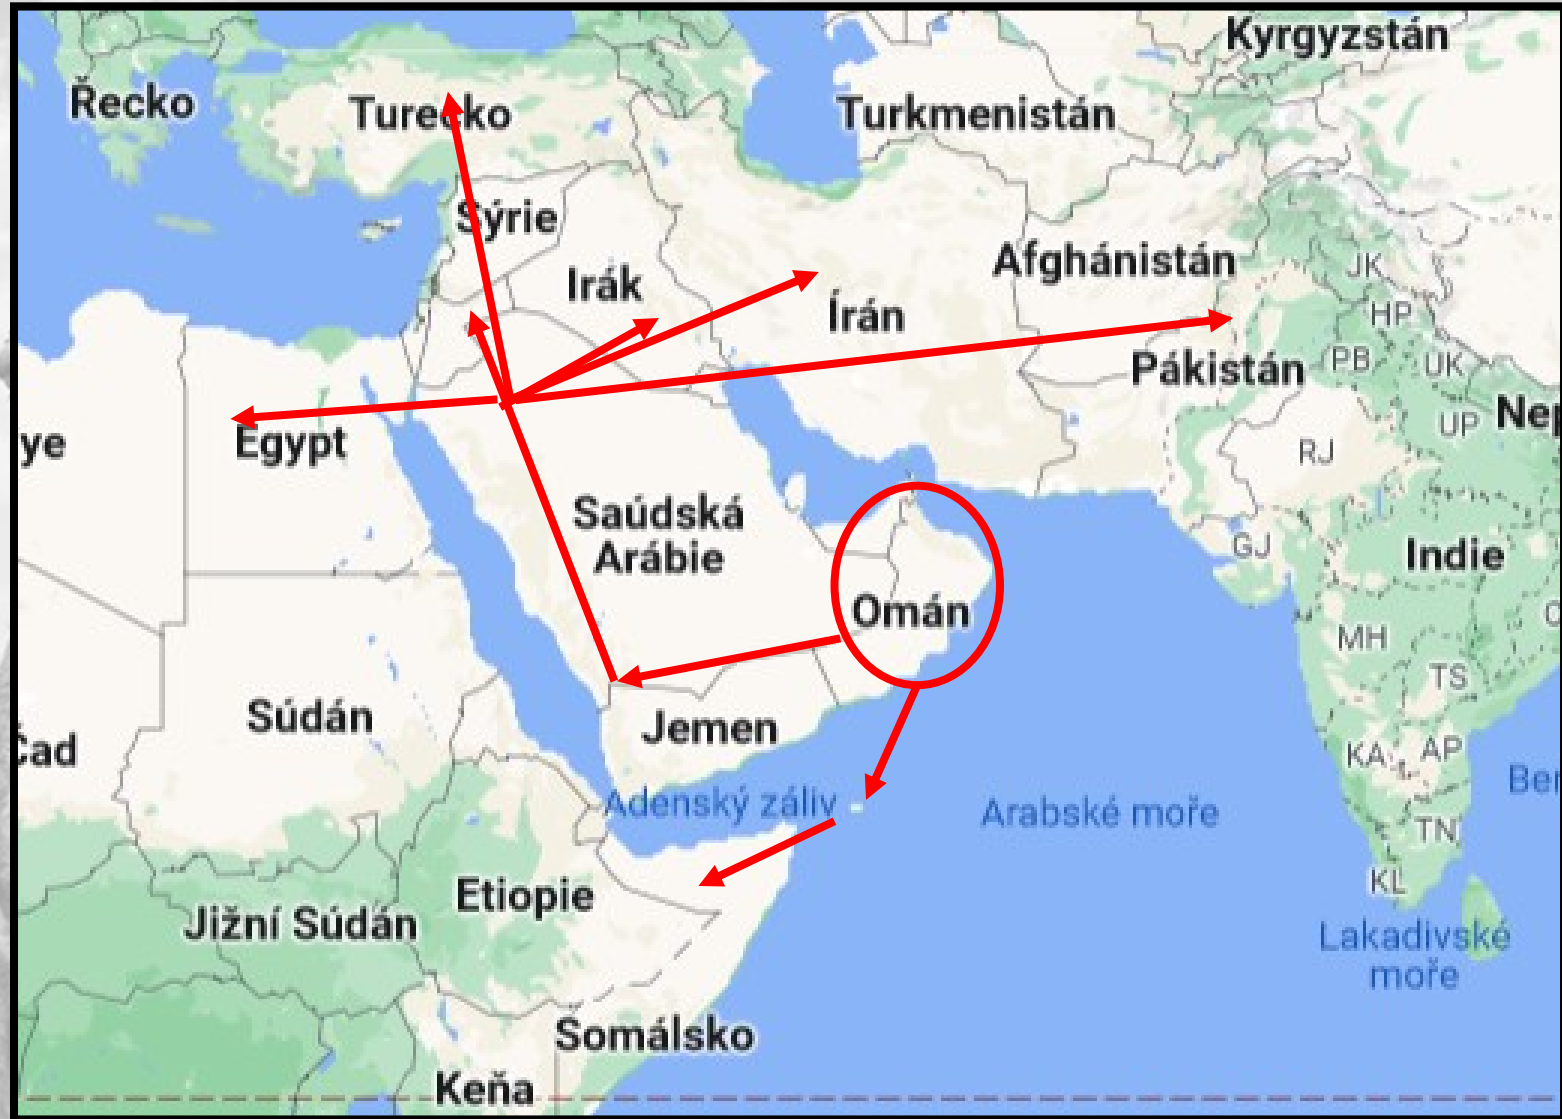 Kyrgyzstán
Řecko
Turecko
Turkmenistán
Sýrie
Irák
Afghánistán
JK
Írán
HP
Pákistán
PB
UK
ye
Egypt
UP
Nep
RJ
Saúdská
Arábie
GJ
Indie
Omán
MH
TS
Súdán
Jemen
Čad
KA
AP
Ber
Adenský záliv
Arabské moře
TN
KL
Etiopie
Jižní Súdán
Lakadivské
moře
Somálsko
Keňa